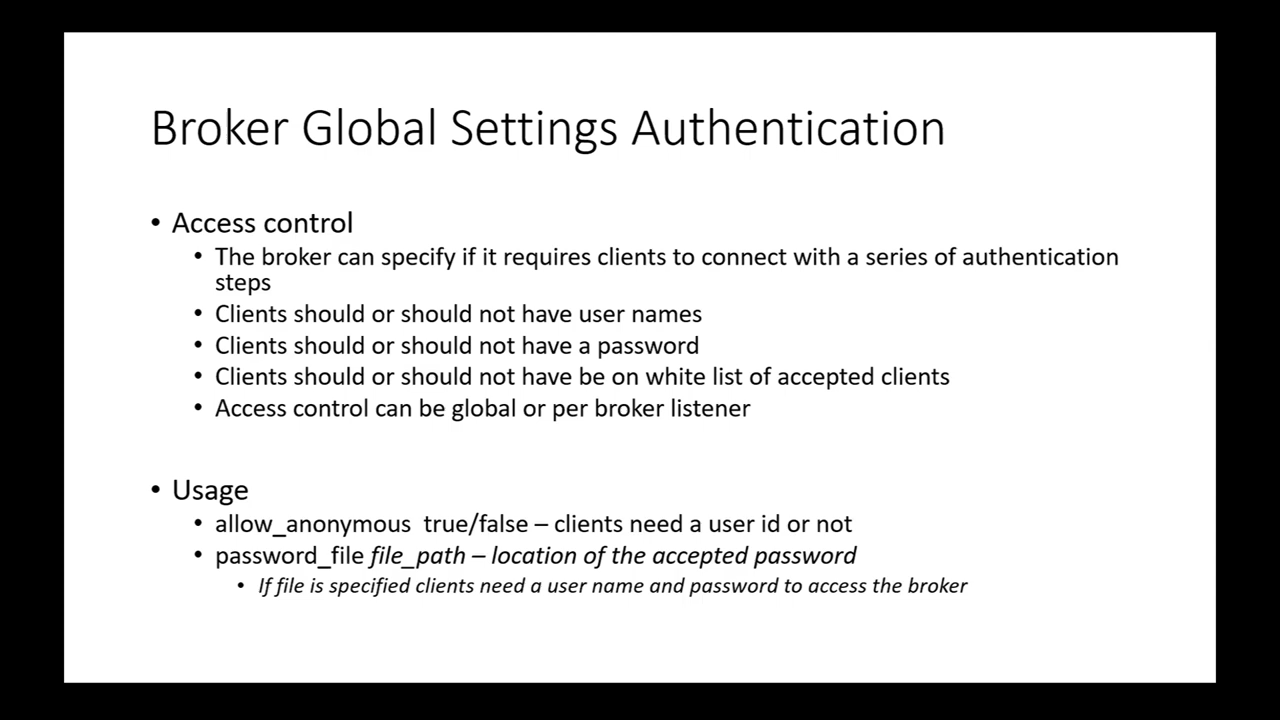 Broker Global Settings Authentication
• Access control
• The broker can specify if it requires clients to connect with a series of authentication
steps
• Clients should or should not have user names
• Clients should or should not have a password
• Clients should or should not have be on white list of accepted clients
• Access control can be global or per broker listener
• Usage
• allow_anonymous  true/false – clients need a user id or not
• password_file file_path – location of the accepted password
• If file is specified clients need a user name and password to access the broker